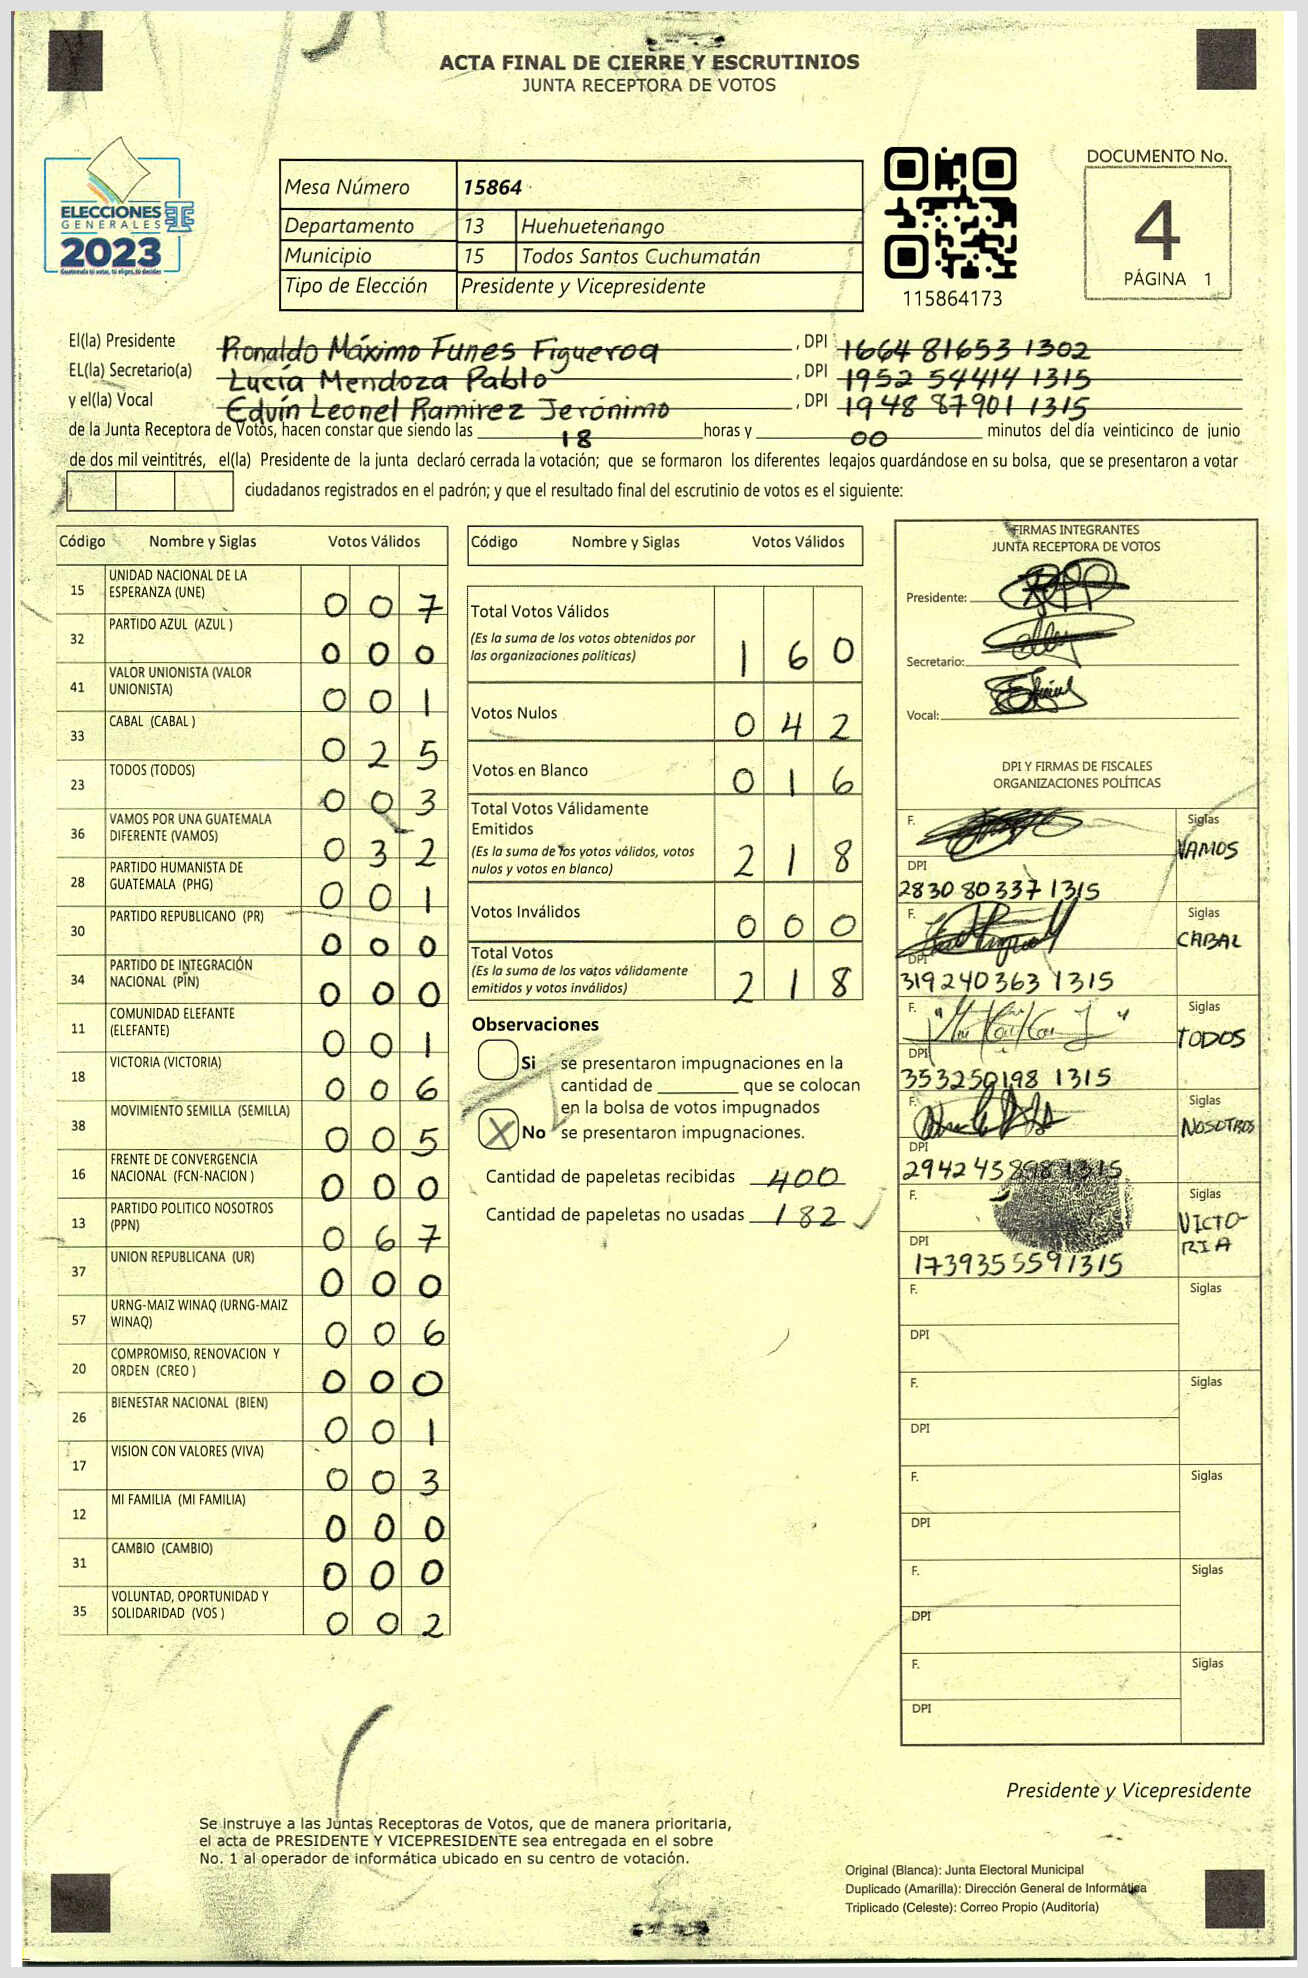 ACTA FINAL DE CIERRE Y ESCRUTINIOS
JUNTA RECEPTORA DE VOTOS
ELECCIONES
GENERALES
2023
Guatemala tú votas, tú eliges, tú decides
Mesa Número 15864
Departamento 13 Huehuetenango
Municipio 15 Todos Santos Cuchumatán
Tipo de Elección Presidente y Vicepresidente
115864173
DOCUMENTO No.
4
PÁGINA 1
El(la) Presidente Ronaldo Máximo Funes Figueroa , DPI 1664 81653 1302
EL(la) Secretario(a) Lucía Mendoza Pablo , DPI 1952 54414 1315
y el(la) Vocal Edvin Leonel Ramirez Jerónimo , DPI 1948 87901 1315
de la Junta Receptora de Votos, hacen constar que siendo las 18 horas y 00 minutos del día veinticinco de junio
de dos mil veintitrés, el(la) Presidente de la junta declaró cerrada la votación; que se formaron los diferentes legajos guardándose en su bolsa, que se presentaron a votar
ciudadanos registrados en el padrón; y que el resultado final del escrutinio de votos es el siguiente:
Código Nombre y Siglas Votos Válidos
15 UNIDAD NACIONAL DE LA ESPERANZA (UNE) 0 0 7
32 PARTIDO AZUL (AZUL ) 0 0 0
41 VALOR UNIONISTA (VALOR UNIONISTA) 0 0 1
33 CABAL (CABAL ) 0 2 5
23 TODOS (TODOS) 0 0 3
36 VAMOS POR UNA GUATEMALA DIFERENTE (VAMOS) 0 3 2
28 PARTIDO HUMANISTA DE GUATEMALA (PHG) 0 0 1
30 PARTIDO REPUBLICANO (PR) 0 0 0
34 PARTIDO DE INTEGRACIÓN NACIONAL (PIN) 0 0 0
11 COMUNIDAD ELEFANTE (ELEFANTE) 0 0 1
18 VICTORIA (VICTORIA) 0 0 6
38 MOVIMIENTO SEMILLA (SEMILLA) 0 0 5
16 FRENTE DE CONVERGENCIA NACIONAL (FCN-NACION ) 0 0 0
13 PARTIDO POLITICO NOSOTROS (PPN) 0 6 7
37 UNION REPUBLICANA (UR) 0 0 0
57 URNG-MAIZ WINAQ (URNG-MAIZ WINAQ) 0 0 6
20 COMPROMISO, RENOVACION Y ORDEN (CREO ) 0 0 0
26 BIENESTAR NACIONAL (BIEN) 0 0 1
17 VISION CON VALORES (VIVA) 0 0 3
12 MI FAMILIA (MI FAMILIA) 0 0 0
31 CAMBIO (CAMBIO) 0 0 0
35 VOLUNTAD, OPORTUNIDAD Y SOLIDARIDAD (VOS ) 0 0 2
Código Nombre y Siglas Votos Válidos
Total Votos Válidos 1 6 0
(Es la suma de los votos obtenidos por
las organizaciones políticas)
Votos Nulos 0 4 2
Votos en Blanco 0 1 6
Total Votos Válidamente
Emitidos 2 1 8
(Es la suma de los votos válidos, votos
nulos y votos en blanco)
Votos Inválidos 0 0 0
Total Votos 2 1 8
(Es la suma de los votos válidamente
emitidos y votos inválidos)
Observaciones
Si se presentaron impugnaciones en la
cantidad de ________ que se colocan
en la bolsa de votos impugnados
X No se presentaron impugnaciones.
Cantidad de papeletas recibidas 400
Cantidad de papeletas no usadas 182
FIRMAS INTEGRANTES
JUNTA RECEPTORA DE VOTOS
Presidente:
Secretario:
Vocal:
DPI Y FIRMAS DE FISCALES
ORGANIZACIONES POLÍTICAS
F. Siglas VAMOS
DPI 2830 80337 1315
F. Siglas CABAL
DPI 319240363 1315
F. Siglas TODOS
DPI 353250198 1315
F. Siglas NOSOTROS
DPI 1315
F. Siglas VICTO-
RIA
DPI 1739355591315
F. Siglas
DPI
F. Siglas
DPI
F. Siglas
DPI
F. Siglas
DPI
F. Siglas
DPI
Presidente y Vicepresidente
Se instruye a las Juntas Receptoras de Votos, que de manera prioritaria,
el acta de PRESIDENTE Y VICEPRESIDENTE sea entregada en el sobre
No. 1 al operador de informática ubicado en su centro de votación.
Original (Blanca): Junta Electoral Municipal
Duplicado (Amarilla): Dirección General de Informática
Triplicado (Celeste): Correo Propio (Auditoría)